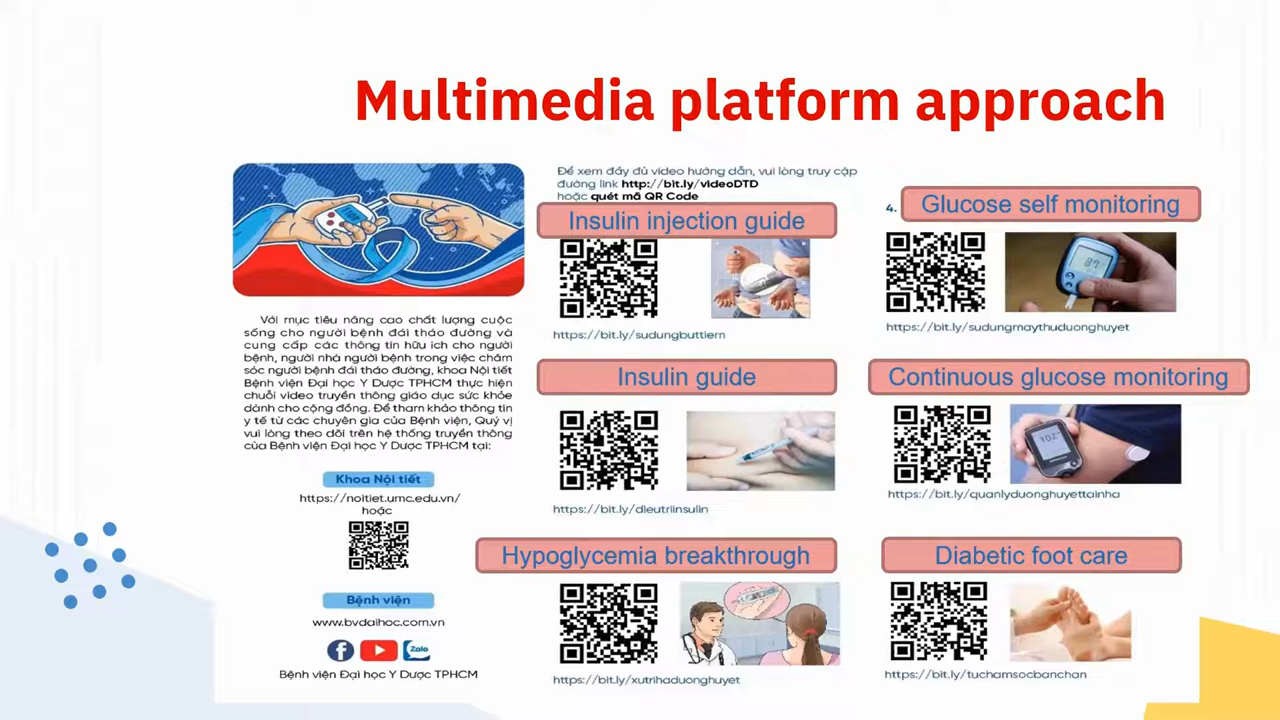 Multimedia platform approach
Với mục tiêu nâng cao chất lượng cuộc
sống cho người bệnh đái tháo đường và
cung cấp các thông tin hữu ích cho người
bệnh, người nhà người bệnh trong việc chăm
sóc người bệnh đái tháo đường, khoa Nội tiết
Bệnh viện Đại học Y Dược TPHCM thực hiện
chuỗi video truyền thông giáo dục sức khỏe
dành cho cộng đồng. Để tham khảo thông tin
y tế từ các chuyên gia của Bệnh viện, Quý vị
vui lòng theo dõi trên hệ thống truyền thông
của Bệnh viện Đại học Y Dược TPHCM tại:
Khoa Nội tiết
https://noitiet.umc.edu.vn/
hoặc
Bệnh viện
www.bvdaihoc.com.vn
Zalo
Bệnh viện Đại học Y Dược TPHCM
Để xem đầy đủ video hướng dẫn, vui lòng truy cập
đường link http://bit.ly/videoDTD
hoặc quét mã QR Code
Insulin injection guide
https://bit.ly/sudungbuttiem
Insulin guide
https://bit.ly/dieutriinsulin
Hypoglycemia breakthrough
https://bit.ly/xutrihaduonghuyet
4. Glucose self monitoring
87
https://bit.ly/sudungmaythuduonghuyet
Continuous glucose monitoring
102
https://bit.ly/quanlyduonghuyettainha
Diabetic foot care
https://bit.ly/tuchamsocbanchan